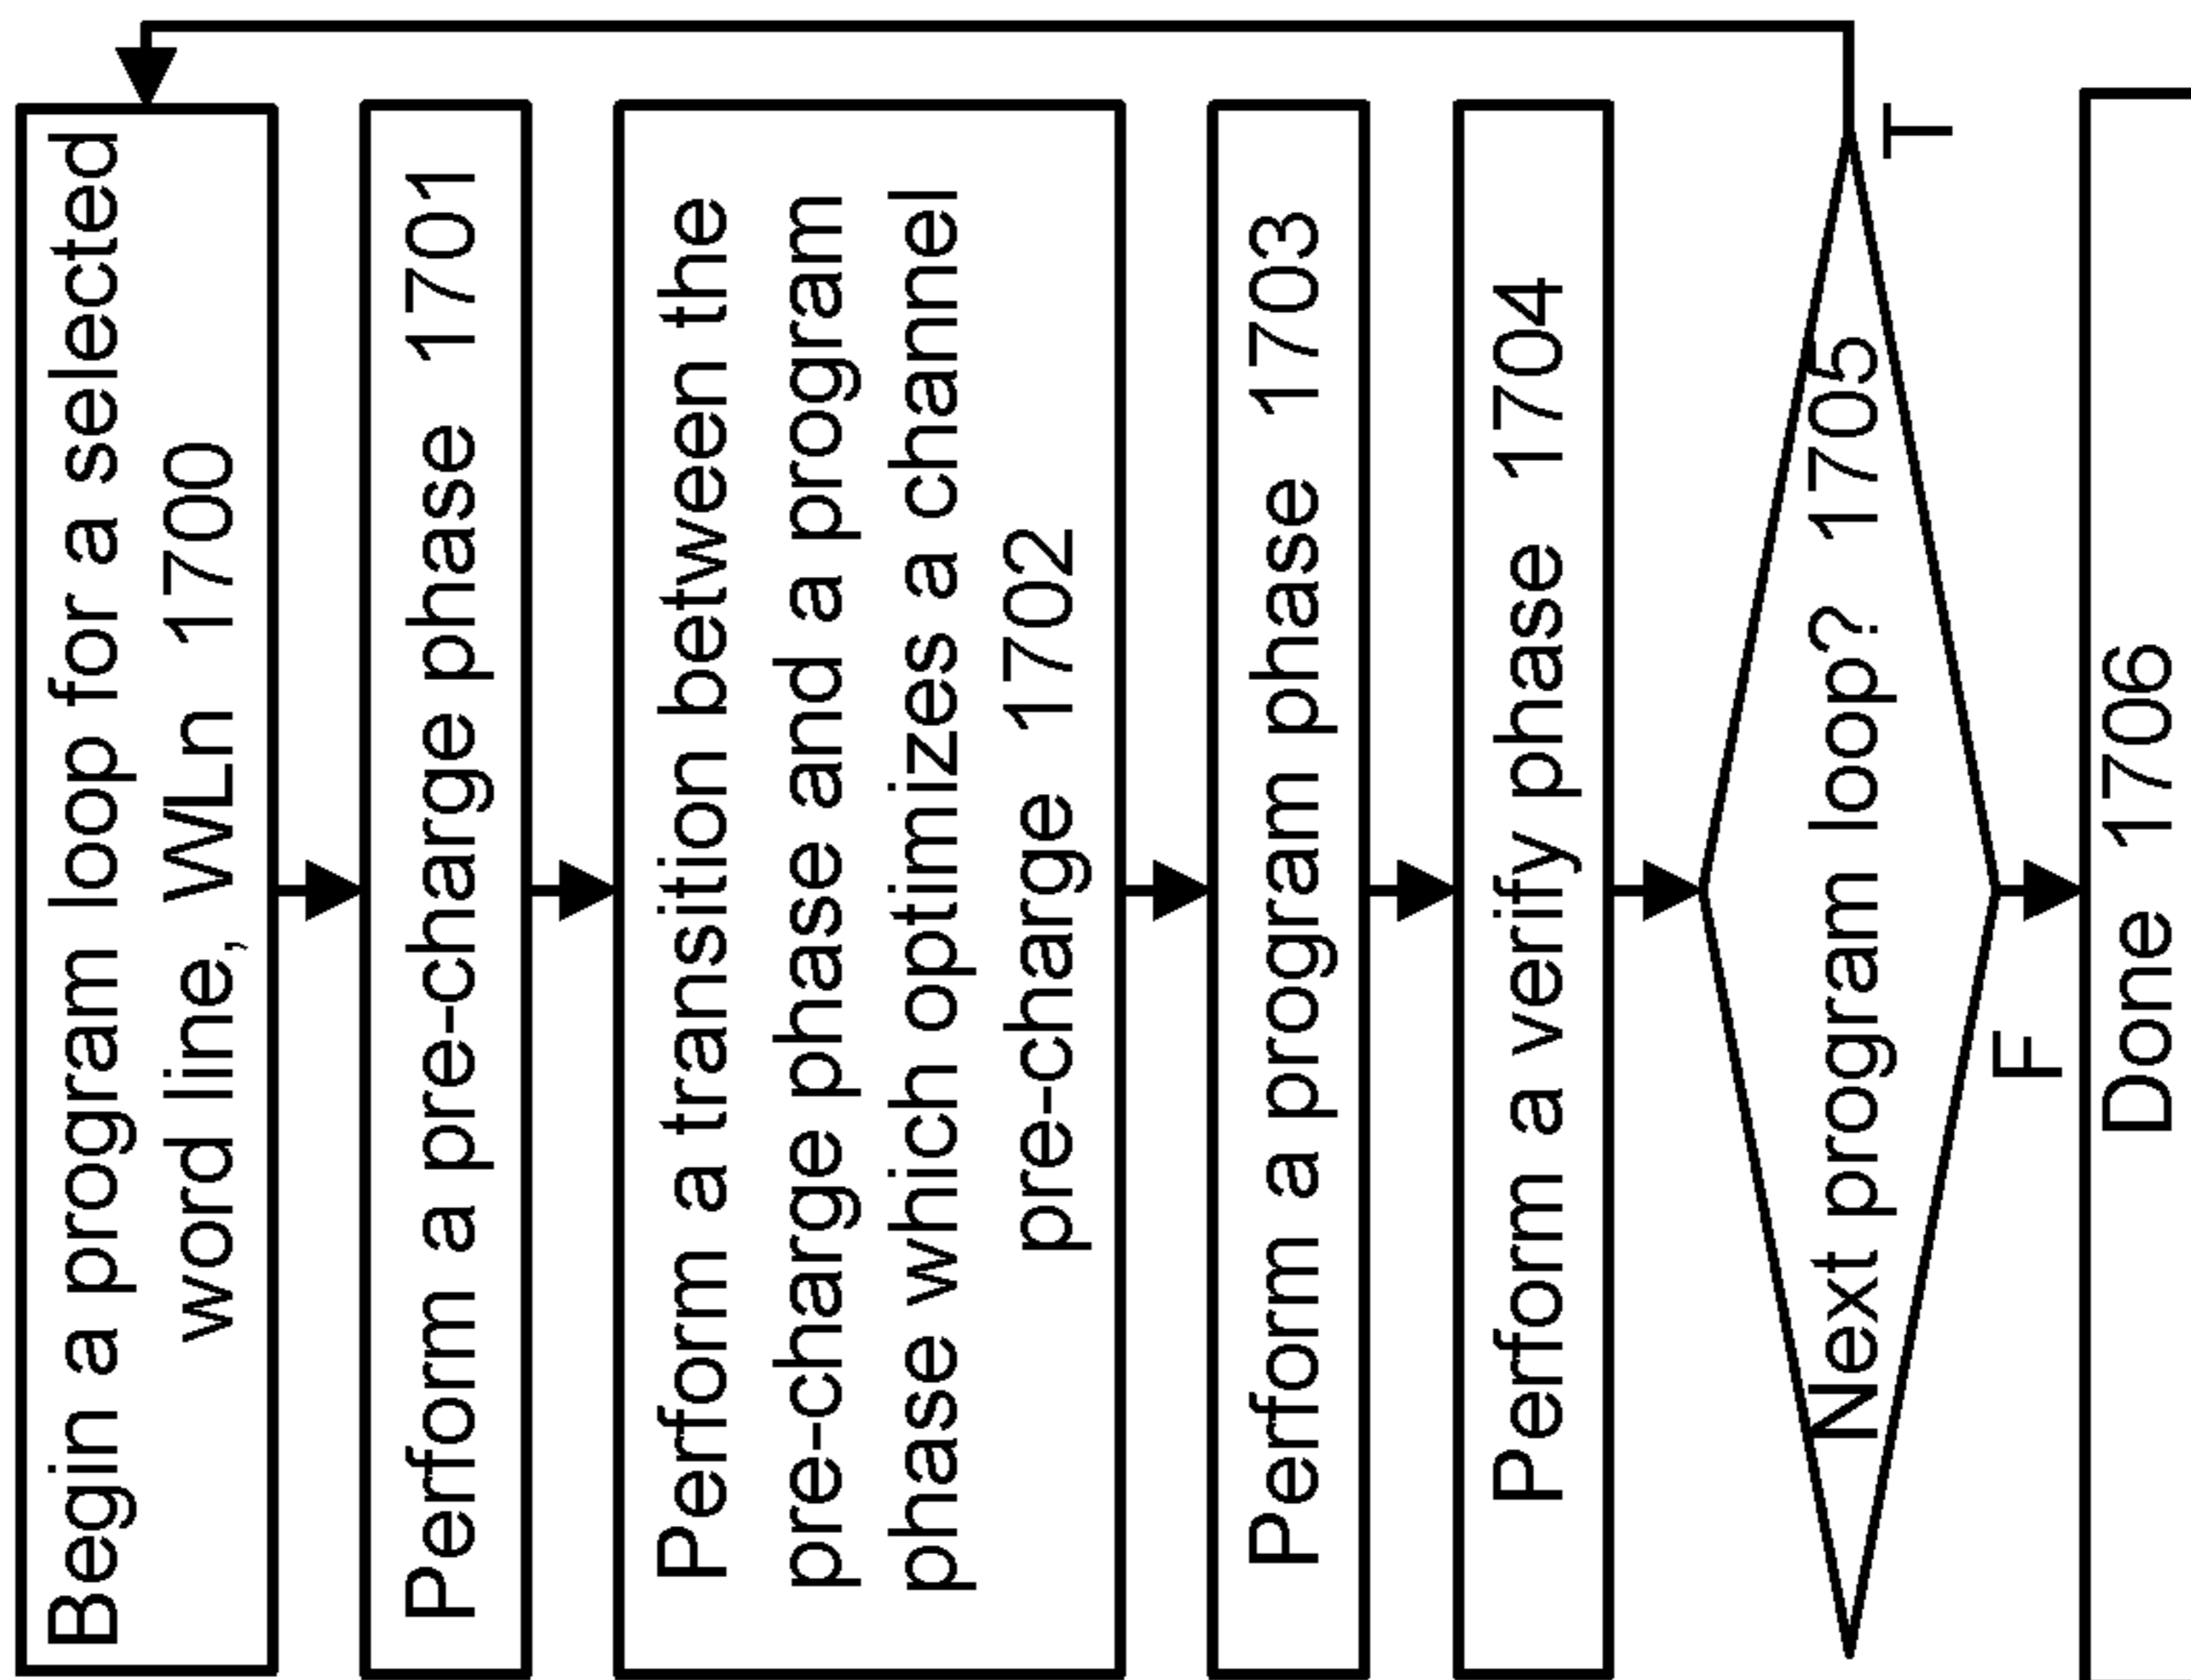 Begin a program loop for a selected
word line, WLn 1700
Perform a pre-charge phase 1701
Perform a transition between the
pre-charge phase and a program
phase which optimizes a channel
pre-charge 1702
Perform a program phase 1703
Perform a verify phase 1704
Next program loop? 1705
T
F
Done 1706